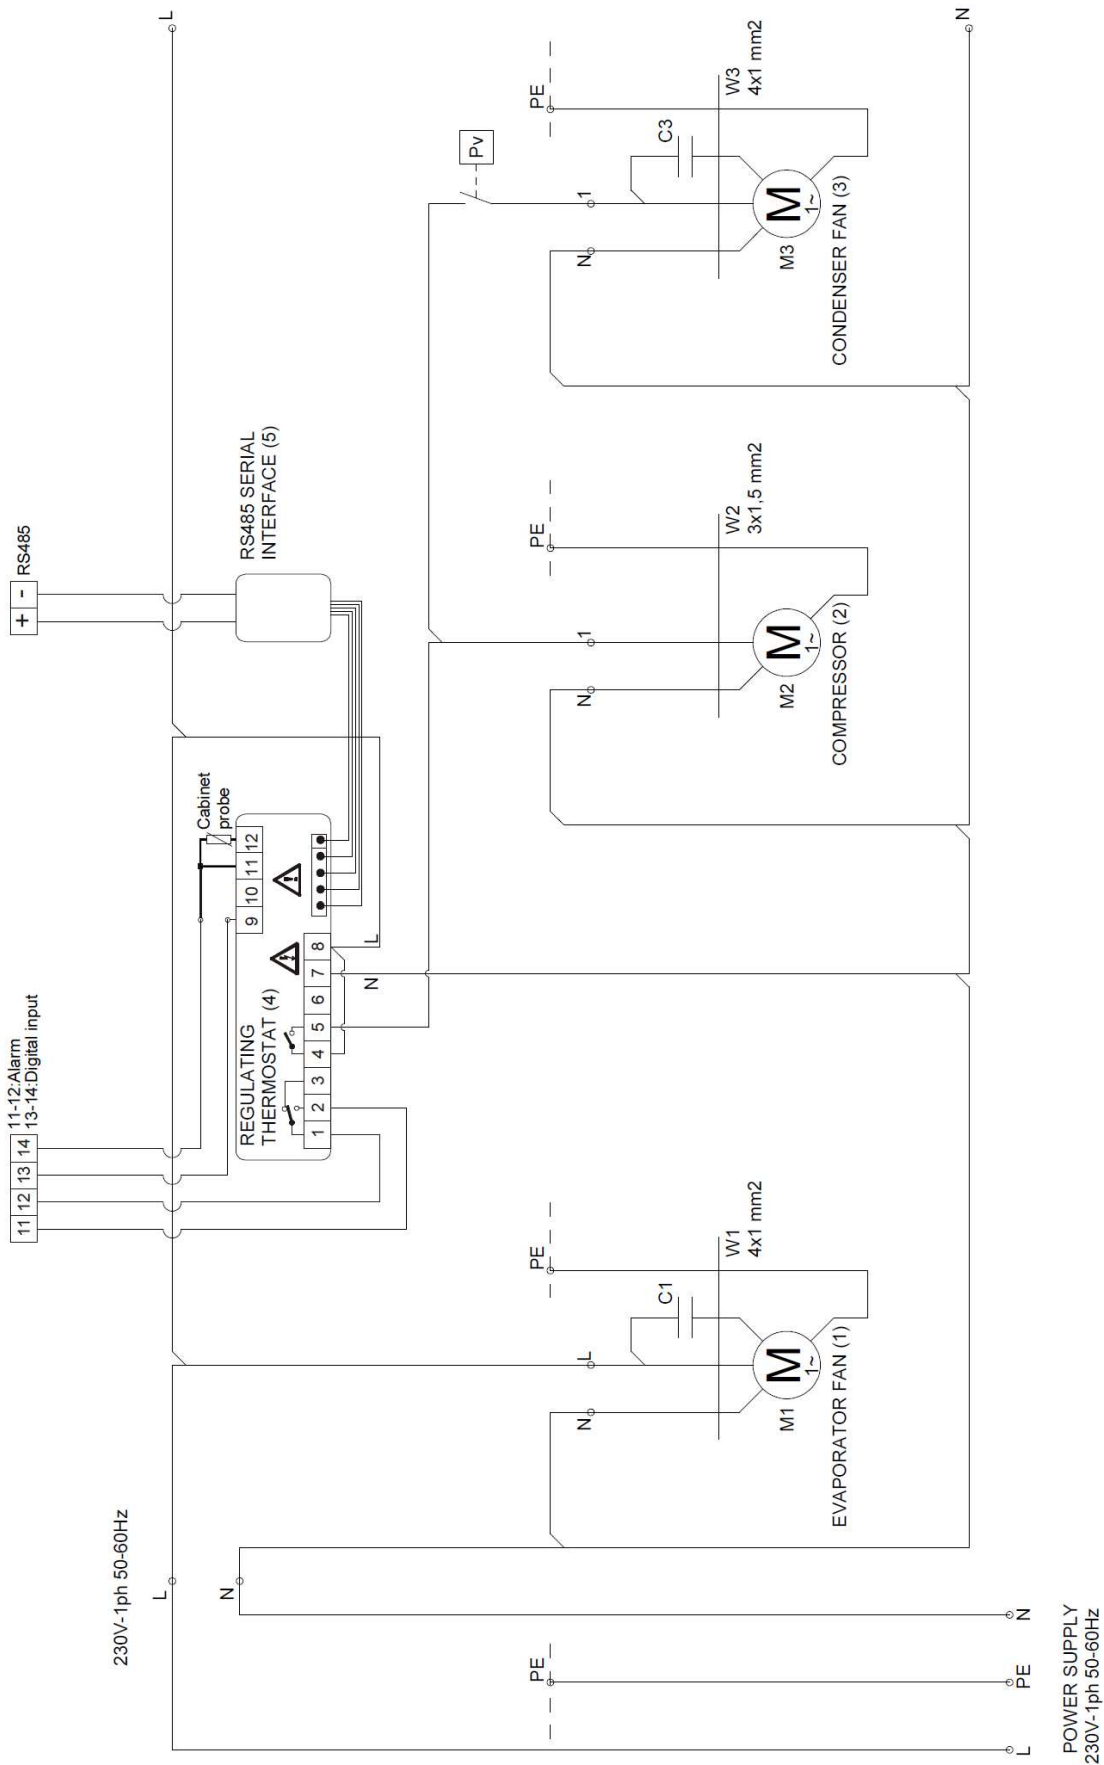 11-12:Alarm
13-14:Digital input
11 12 13 14
+ -
RS485
230V-1ph 50-60Hz
L
L
N
Cabinet
probe
9 10 11 12
REGULATING
THERMOSTAT (4)
1 2 3 4 5 6 7 8
N
L
RS485 SERIAL
INTERFACE (5)
Pv
PE
PE
PE
PE
N
L
C1
N
1
N
1
C3
W1
4x1 mm2
W2
3x1,5 mm2
W3
4x1 mm2
M1
M
1~
M2
M
1~
M3
M
1~
EVAPORATOR FAN (1)
COMPRESSOR (2)
CONDENSER FAN (3)
N
L
PE
N
POWER SUPPLY
230V-1ph 50-60Hz